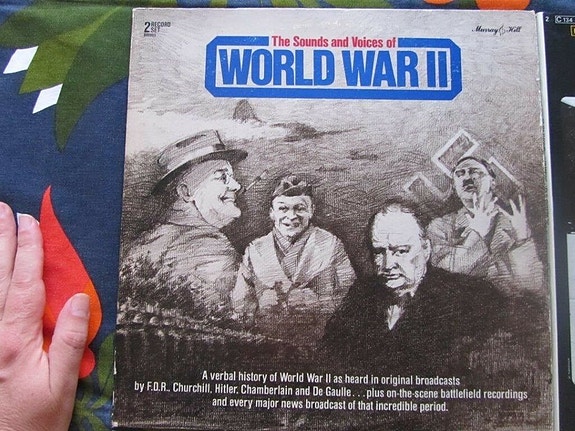 2 RECORD
SET
The Sounds and Voices of
WORLD WAR II
Murray Hill
2 C 134
A verbal history of World War II as heard in original broadcasts
by F.D.R., Churchill, Hitler, Chamberlain and De Gaulle . . . plus on-the-scene battlefield recordings
and every major news broadcast of that incredible period.